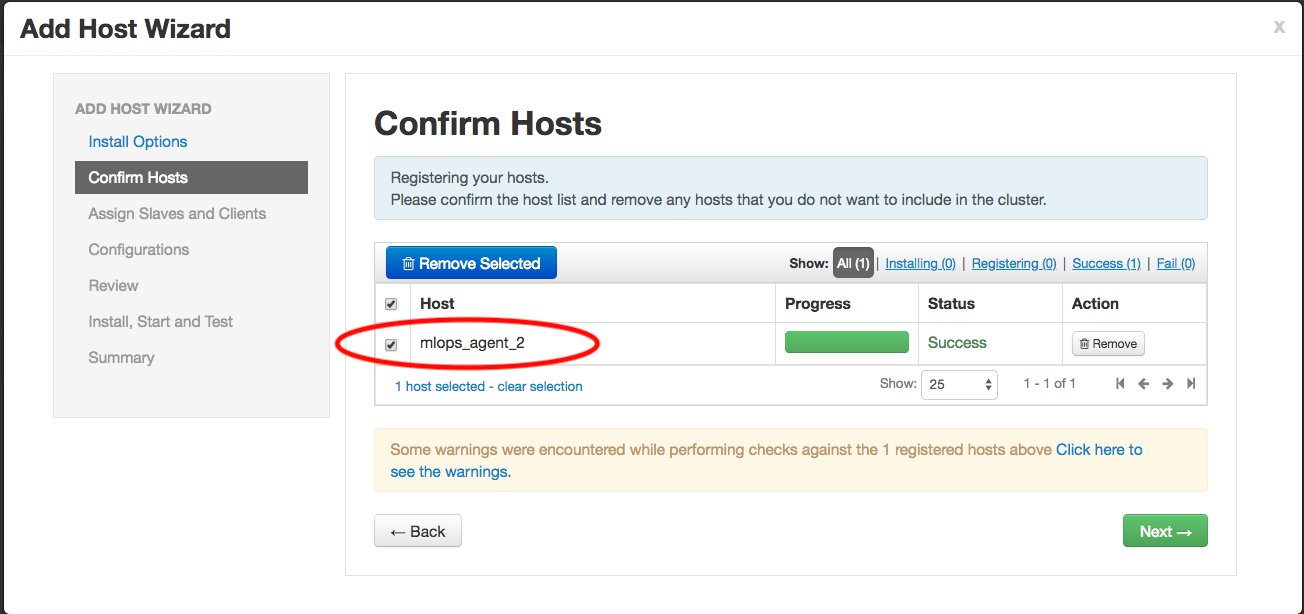 Add Host Wizard
x
ADD HOST WIZARD
Install Options
Confirm Hosts
Assign Slaves and Clients
Configurations
Review
Install, Start and Test
Summary
Confirm Hosts
Registering your hosts.
Please confirm the host list and remove any hosts that you do not want to include in the cluster.
Remove Selected
Show: All (1) | Installing (0) | Registering (0) | Success (1) | Fail (0)
Host Progress Status Action
mlops_agent_2 Success Remove
1 host selected - clear selection Show: 25 1 - 1 of 1
Some warnings were encountered while performing checks against the 1 registered hosts above Click here to
see the warnings.
← Back
Next →